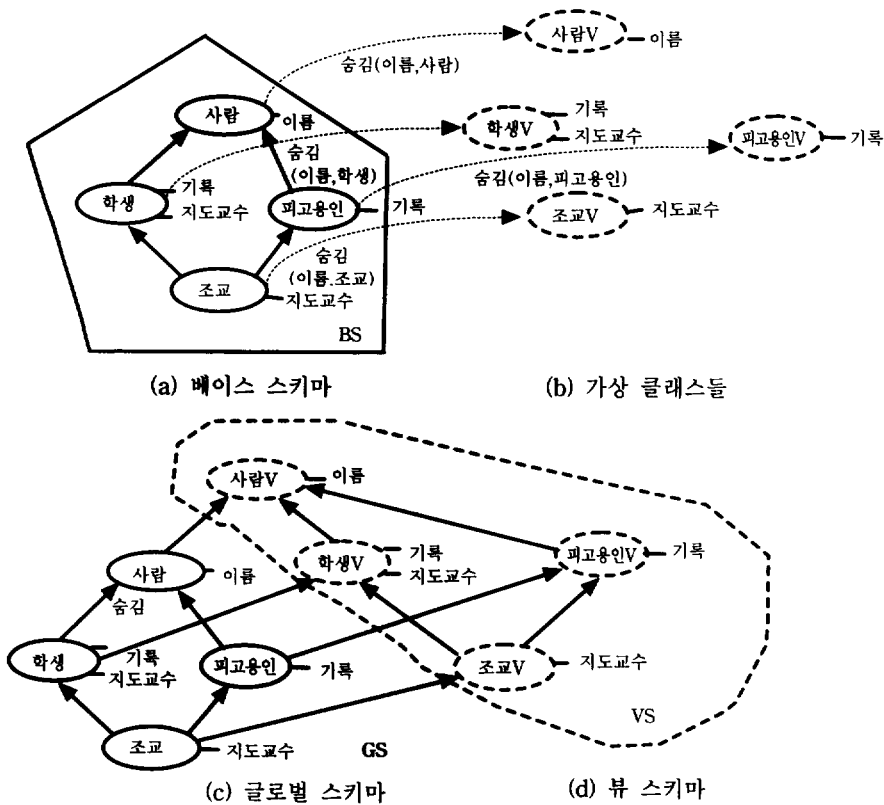 사람V
이름
숨김(이름,사람)
사람
이름
기록
학생V
지도교수
피고용인V
기록
숨김
(이름,학생)
숨김(이름,피고용인)
학생
기록
지도교수
피고용인
기록
조교V
지도교수
숨김
(이름.조교)
조교
지도교수
BS
(a) 베이스 스키마
(b) 가상 클래스들
사람V
이름
학생V
기록
지도교수
피고용인V
기록
사람
이름
숨김
학생
기록
지도교수
피고용인
기록
조교V
지도교수
VS
조교
지도교수
GS
(c) 글로벌 스키마
(d) 뷰 스키마